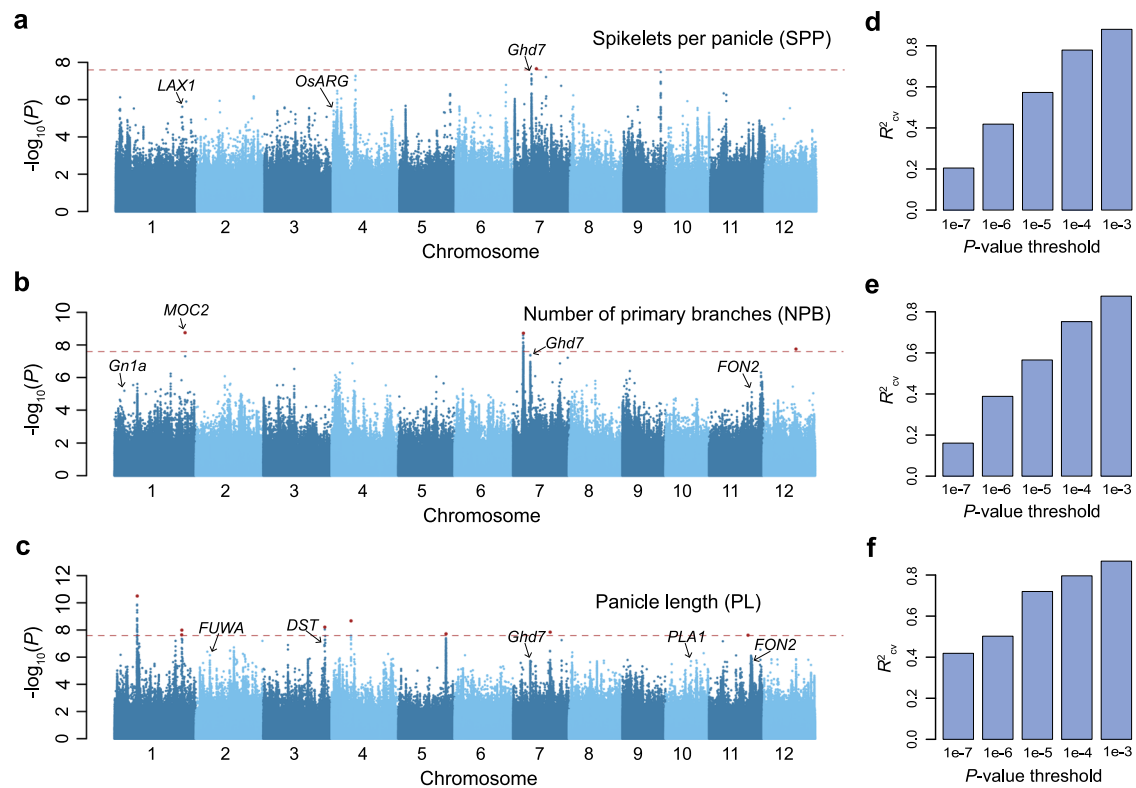 a
Spikelets per panicle (SPP)
-log10(P)
0 2 4 6 8
LAX1
OsARG
Ghd7
1 2 3 4 5 6 7 8 9 10 11 12
Chromosome
d
R²cv
0.0 0.2 0.4 0.6 0.8
1e-7 1e-6 1e-5 1e-4 1e-3
P-value threshold
b
Number of primary branches (NPB)
-log10(P)
0 2 4 6 8 10
Gn1a
MOC2
Ghd7
FON2
1 2 3 4 5 6 7 8 9 10 11 12
Chromosome
e
R²cv
0.0 0.2 0.4 0.6 0.8
1e-7 1e-6 1e-5 1e-4 1e-3
P-value threshold
c
Panicle length (PL)
-log10(P)
0 2 4 6 8 10 12
FUWA
DST
Ghd7
PLA1
FON2
1 2 3 4 5 6 7 8 9 10 11 12
Chromosome
f
R²cv
0.0 0.2 0.4 0.6 0.8
1e-7 1e-6 1e-5 1e-4 1e-3
P-value threshold